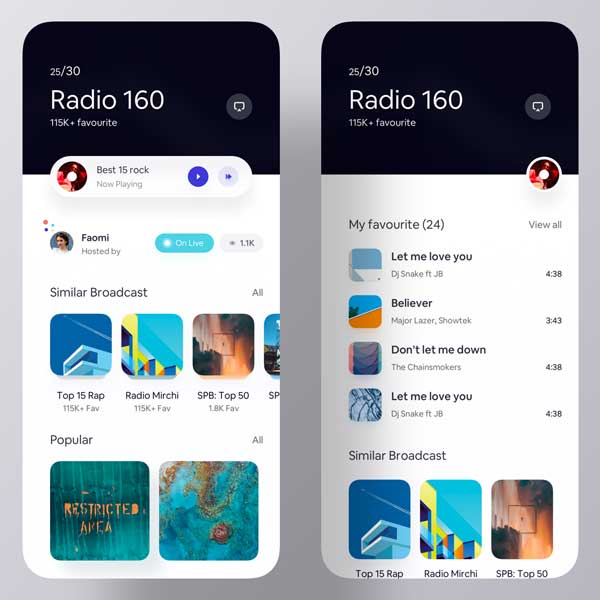 25/30
Radio 160
115K+ favourite
Best 15 rock
Now Playing
Faomi
Hosted by
On Live
1.1K
Similar Broadcast
All
Top 15 Rap
115K+ Fav
Radio Mirchi
115K+ Fav
SPB: Top 50
1.8K Fav
SP
Popular
All
RESTRICTED
AREA
25/30
Radio 160
115K+ favourite
My favourite (24)
View all
Let me love you
Dj Snake ft JB
4:38
Believer
Major Lazer, Showtek
3:43
Don't let me down
The Chainsmokers
4:38
Let me love you
Dj Snake ft JB
4:38
Similar Broadcast
Top 15 Rap
Radio Mirchi
SPB: Top 50